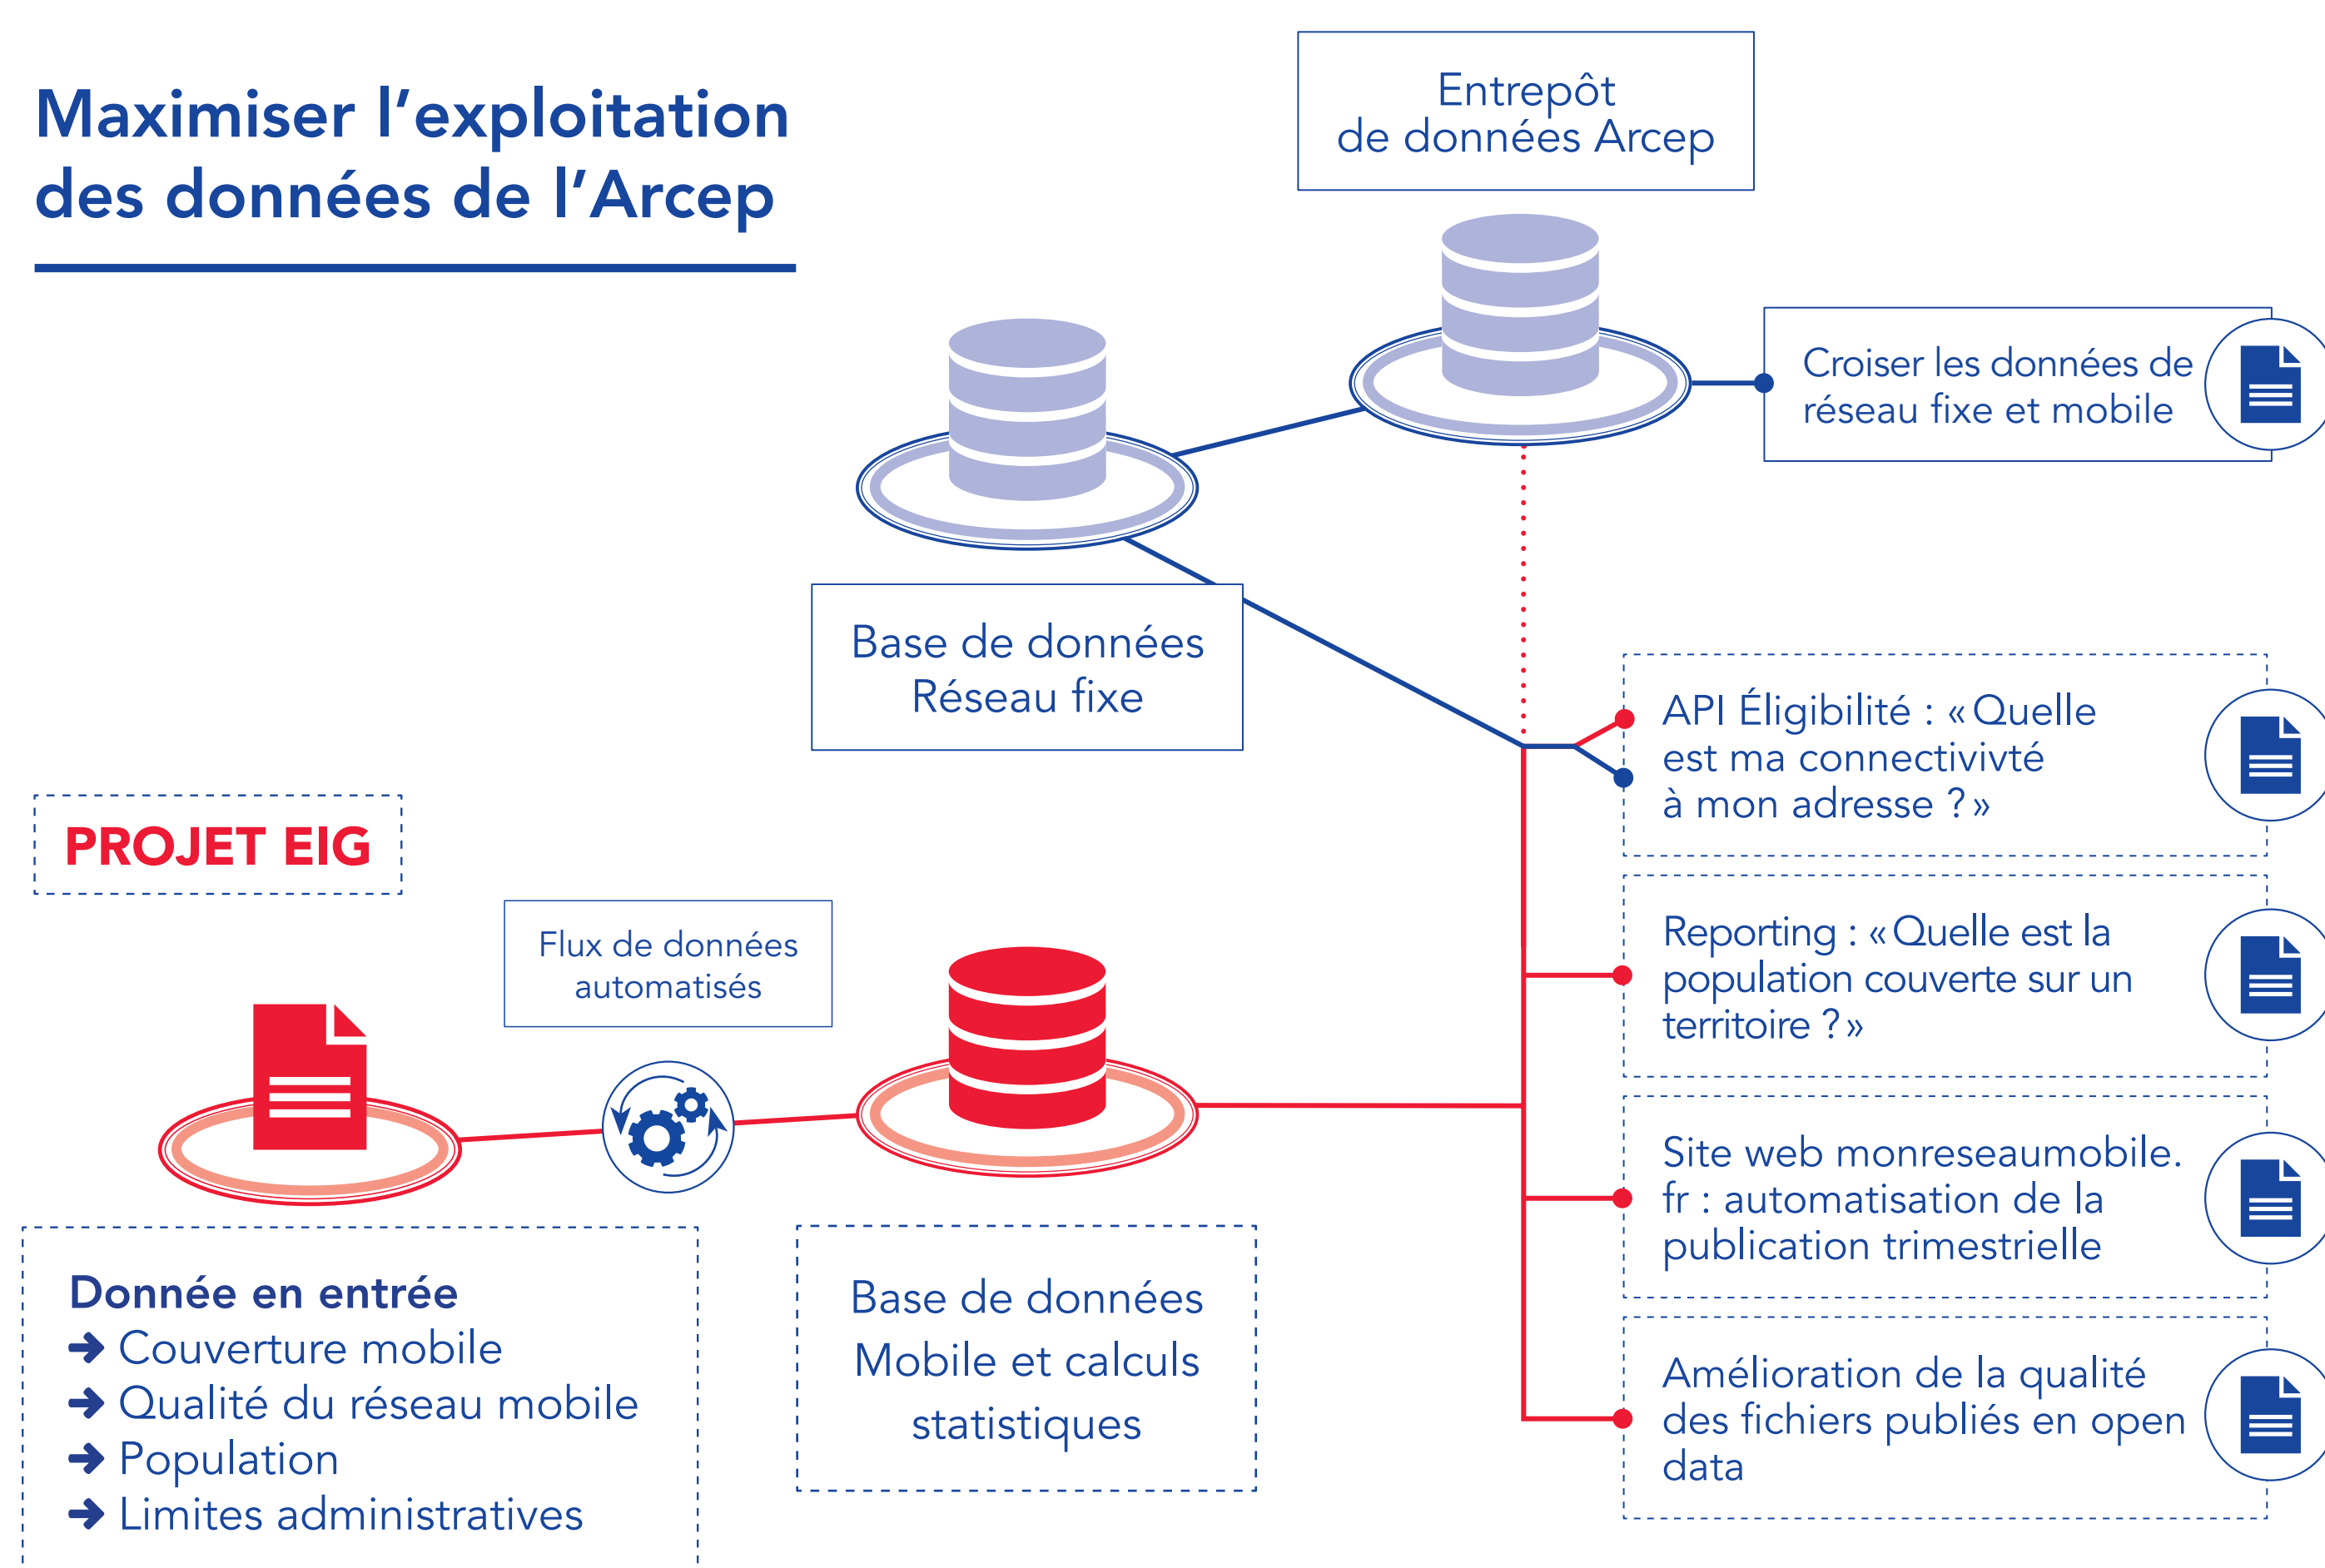 Maximiser l’exploitation
des données de l’Arcep
Entrepôt
de données Arcep
Croiser les données de
réseau fixe et mobile
Base de données
Réseau fixe
API Éligibilité : « Quelle
est ma connectivivté
à mon adresse ? »
PROJET EIG
Flux de données
automatisés
Reporting : « Quelle est la
population couverte sur un
territoire ? »
Site web monreseaumobile.
fr : automatisation de la
publication trimestrielle
Donnée en entrée
Couverture mobile
Qualité du réseau mobile
Population
Limites administratives
Base de données
Mobile et calculs
statistiques
Amélioration de la qualité
des fichiers publiés en open
data